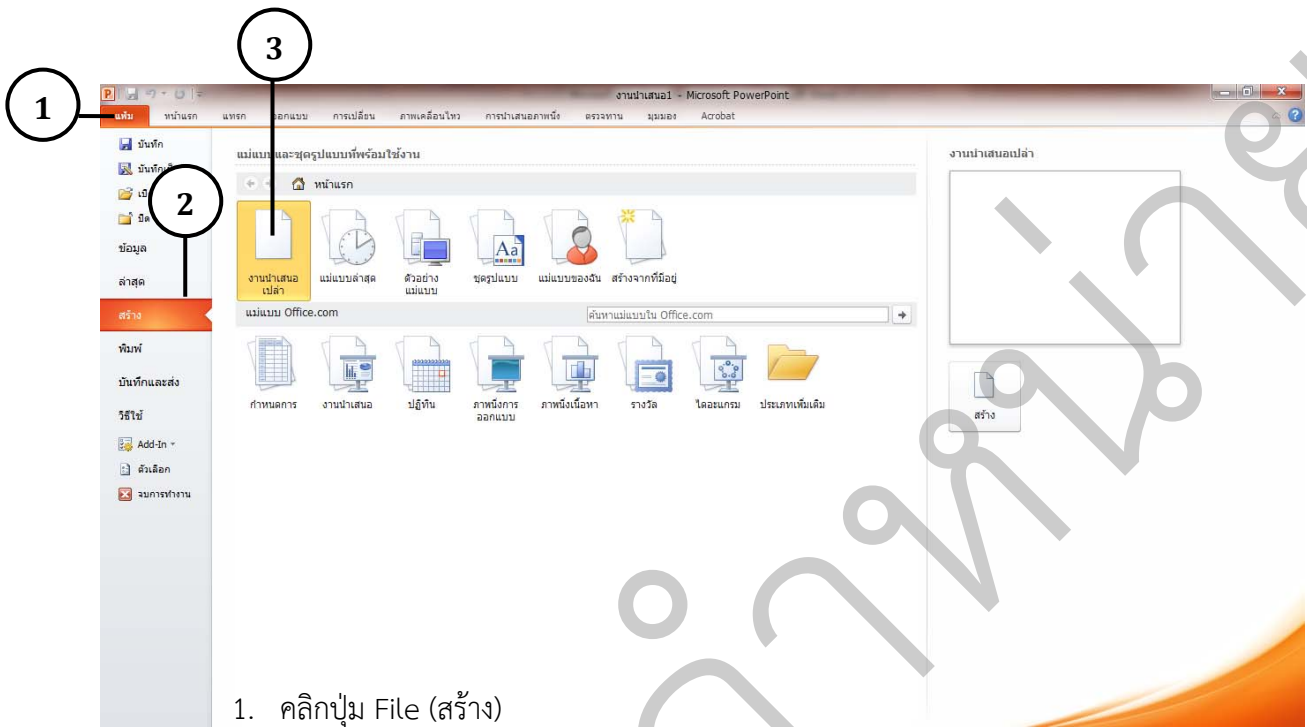 3
1
งานนำเสนอ1 - Microsoft PowerPoint
แฟ้ม หน้าแรก แทรก ออกแบบ การเปลี่ยน ภาพเคลื่อนไหว การนำเสนอภาพนิ่ง ตรวจทาน มุมมอง Acrobat
บันทึก
2
ข้อมูล
ล่าสุด
สร้าง
พิมพ์
บันทึกและส่ง
วิธีใช้
Add-In
ตัวเลือก
จบการทำงาน
แม่แบบและชุดรูปแบบที่พร้อมใช้งาน
หน้าแรก
งานนำเสนอ แม่แบบล่าสุด ตัวอย่าง ชุดรูปแบบ แม่แบบของฉัน สร้างจากที่มีอยู่
เปล่า แม่แบบ
แม่แบบ Office.com ค้นหาแม่แบบใน Office.com
กำหนดการ งานนำเสนอ ปฏิทิน ภาพนิ่งการ ภาพนิ่งเนื้อหา รางวัล ไดอะแกรม ประเภทเพิ่มเติม
ออกแบบ
งานนำเสนอเปล่า
สร้าง
1. คลิกปุ่ม File (สร้าง)